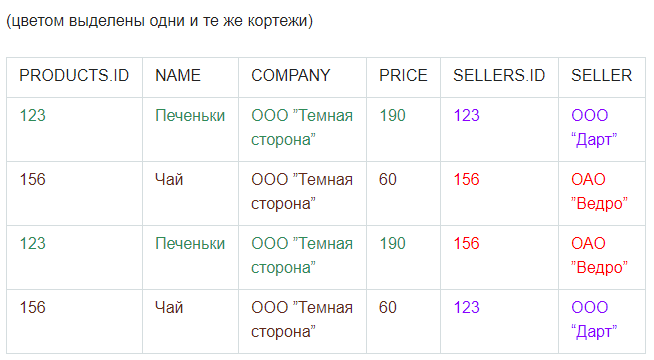 (цветом выделены одни и те же кортежи)
PRODUCTS.ID NAME COMPANY PRICE SELLERS.ID SELLER
123 Печеньки ООО ”Темная сторона” 190 123 ООО “Дарт”
156 Чай ООО ”Темная сторона” 60 156 ОАО ”Ведро”
123 Печеньки ООО ”Темная сторона” 190 156 ОАО ”Ведро”
156 Чай ООО ”Темная сторона” 60 123 ООО “Дарт”